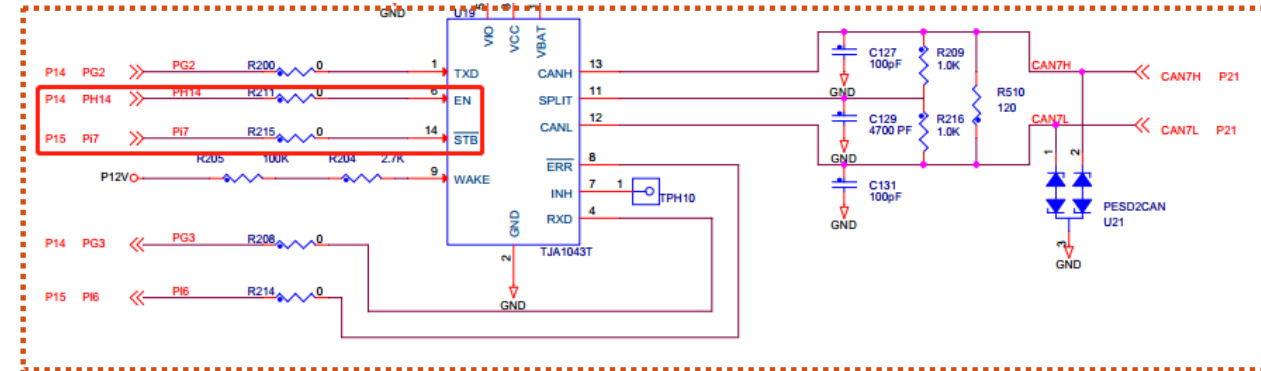 GND
U19
VIO
VCC
VBAT
P14 PG2 PG2 R200 0 1 TXD
P14 PH14 PH14 R211 0 6 EN
P15 Pi7 Pi7 R215 0 14 STB
P12V R205 100K R204 2.7K 9 WAKE
CANH 13
SPLIT 11
CANL 12
ERR 8
INH 7 1 TPH10
RXD 4
GND
2
GND
TJA1043T
P14 PG3 PG3 R208 0
P15 PI6 PI6 R214 0
C127
100pF
GND
C129
4700 PF
GND
C131
100pF
GND
R209
1.0K
R216
1.0K
R510
120
CAN7H
CAN7H P21
CAN7L
CAN7L P21
1
2
PESD2CAN
U21
3
GND